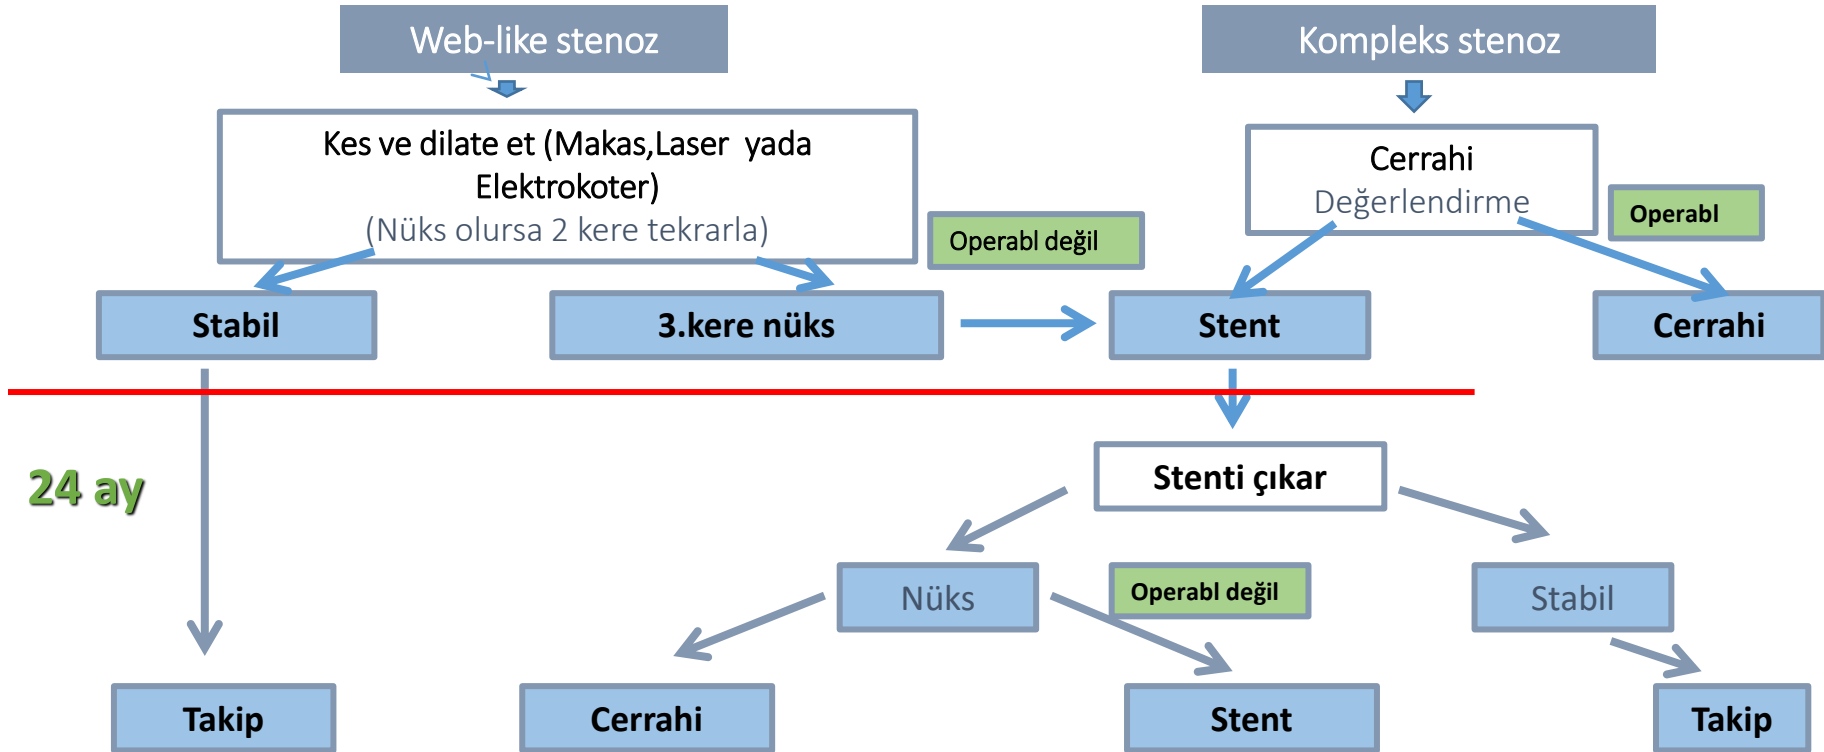 Web-like stenoz
Kompleks stenoz
Kes ve dilate et (Makas,Laser yada
Elektrokoter)
(Nüks olursa 2 kere tekrarla)
Cerrahi
Değerlendirme
Operabl
Operabl değil
Stabil
3.kere nüks
Stent
Cerrahi
24 ay
Stenti çıkar
Nüks
Operabl değil
Stabil
Takip
Cerrahi
Stent
Takip